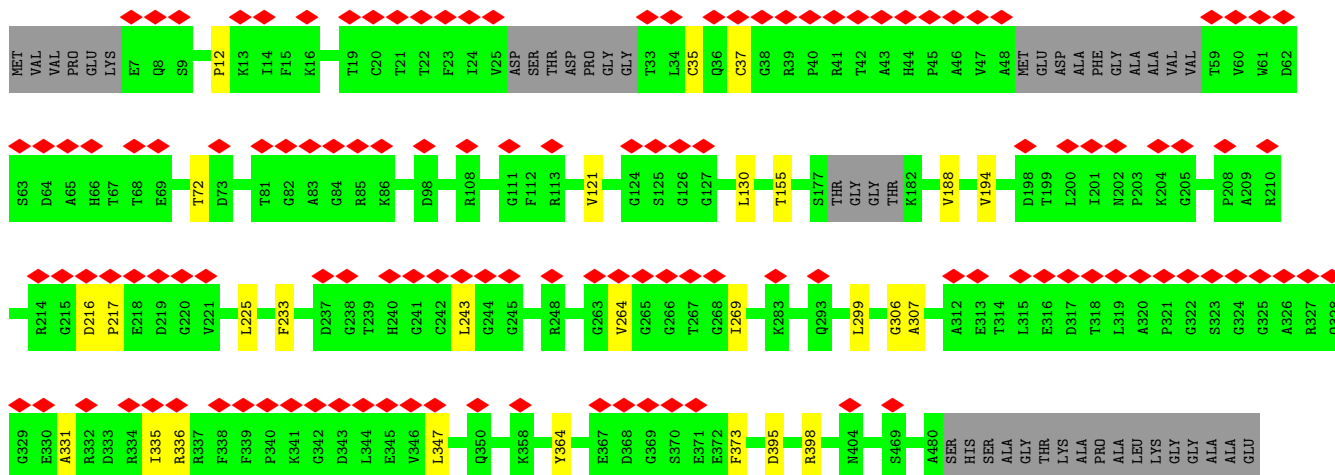 MET VAL VAL PRO GLU LYS E7 Q8 S9 P12 K13 I14 F15 K16 T19 C20 T21 T22 F23 I24 V25 ASP SER THR ASP PRO GLY GLY T33 L34 C35 Q36 C37 G38 R39 P40 R41 T42 A43 H44 P45 A46 V47 A48 MET GLU ASP ALA PHE GLY ALA ALA VAL VAL T59 V60 W61 D62
S63 D64 A65 H66 T67 T68 E69 T72 D73 T81 G82 A83 G84 R85 K86 D98 R108 G111 F112 R113 V121 G124 S125 G126 G127 L130 T155 S177 THR GLY GLY THR K182 V188 V194 D198 T199 L200 I201 N202 P203 K204 G205 P208 A209 R210
R214 G215 D216 P217 E218 D219 G220 V221 L225 F233 D237 G238 T239 H240 G241 C242 L243 G244 G245 R248 G263 V264 G265 G266 T267 G268 I269 K283 Q293 L299 G306 A307 A312 E313 T314 L315 E316 D317 T318 L319 A320 P321 G322 S323 G324 G325 A326 R327
G329 E330 A331 R332 D333 R334 I335 R336 R337 F338 F339 P340 K341 G342 D343 L344 E345 V346 L347 Q350 K358 Y364 E367 D368 G369 S370 E371 E372 F373 D395 R398 N404 S469 A480 SER HIS SER ALA GLY THR LYS ALA PRO ALA LEU LYS GLY GLY ALA ALA GLU